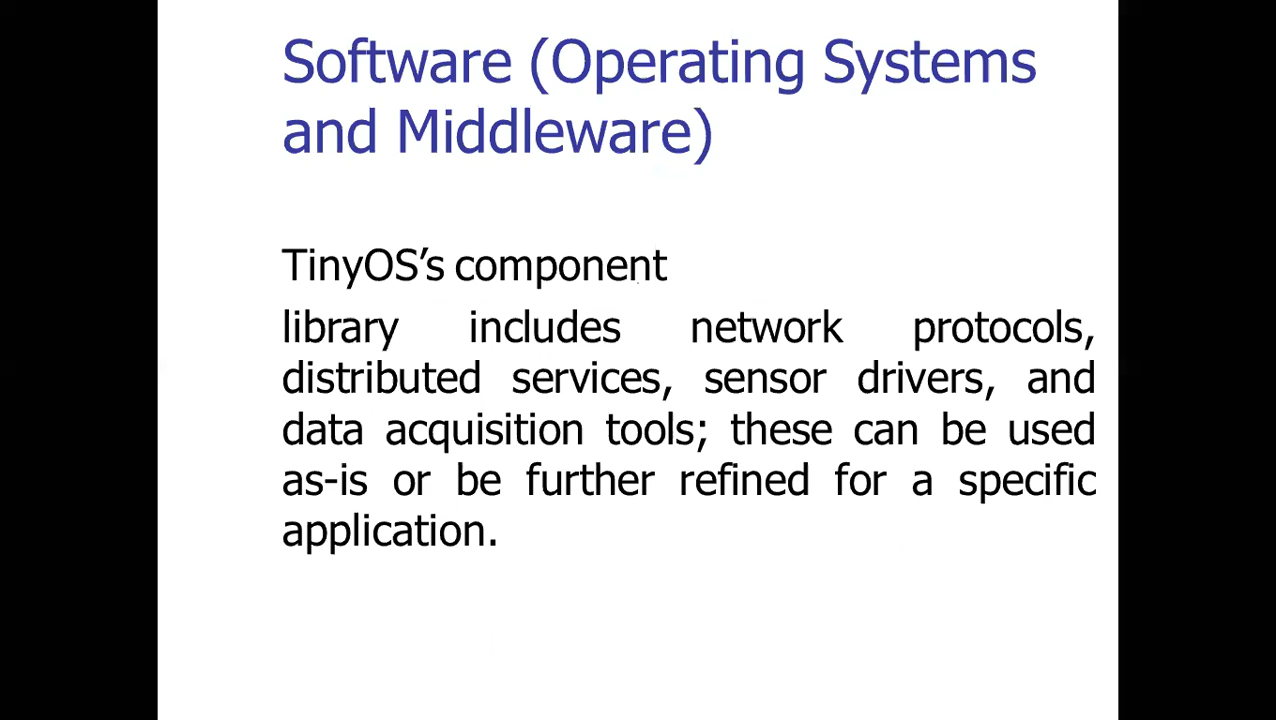 Software (Operating Systems
and Middleware)
TinyOS’s component
library includes network protocols,
distributed services, sensor drivers, and
data acquisition tools; these can be used
as-is or be further refined for a specific
application.